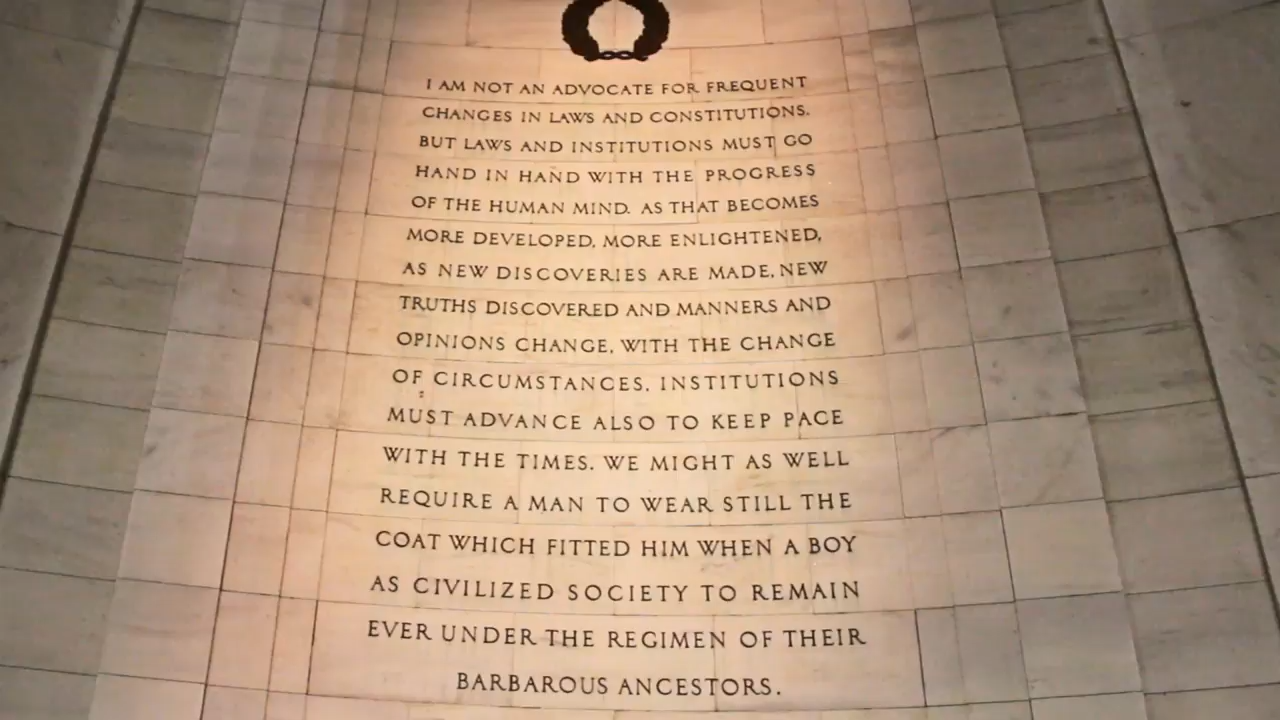 I AM NOT AN ADVOCATE FOR FREQUENT
CHANGES IN LAWS AND CONSTITUTIONS.
BUT LAWS AND INSTITUTIONS MUST GO
HAND IN HAND WITH THE PROGRESS
OF THE HUMAN MIND. AS THAT BECOMES
MORE DEVELOPED, MORE ENLIGHTENED,
AS NEW DISCOVERIES ARE MADE, NEW
TRUTHS DISCOVERED AND MANNERS AND
OPINIONS CHANGE, WITH THE CHANGE
OF CIRCUMSTANCES, INSTITUTIONS
MUST ADVANCE ALSO TO KEEP PACE
WITH THE TIMES. WE MIGHT AS WELL
REQUIRE A MAN TO WEAR STILL THE
COAT WHICH FITTED HIM WHEN A BOY
AS CIVILIZED SOCIETY TO REMAIN
EVER UNDER THE REGIMEN OF THEIR
BARBAROUS ANCESTORS.